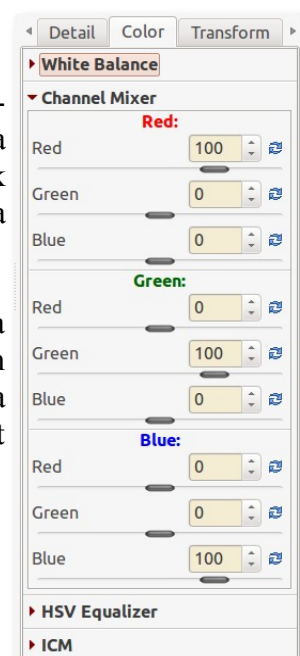 Detail Color Transform
White Balance
Channel Mixer
Red:
Red 100
Green 0
Blue 0
Green:
Red 0
Green 100
Blue 0
Blue:
Red 0
Green 0
Blue 100
HSV Equalizer
ICM